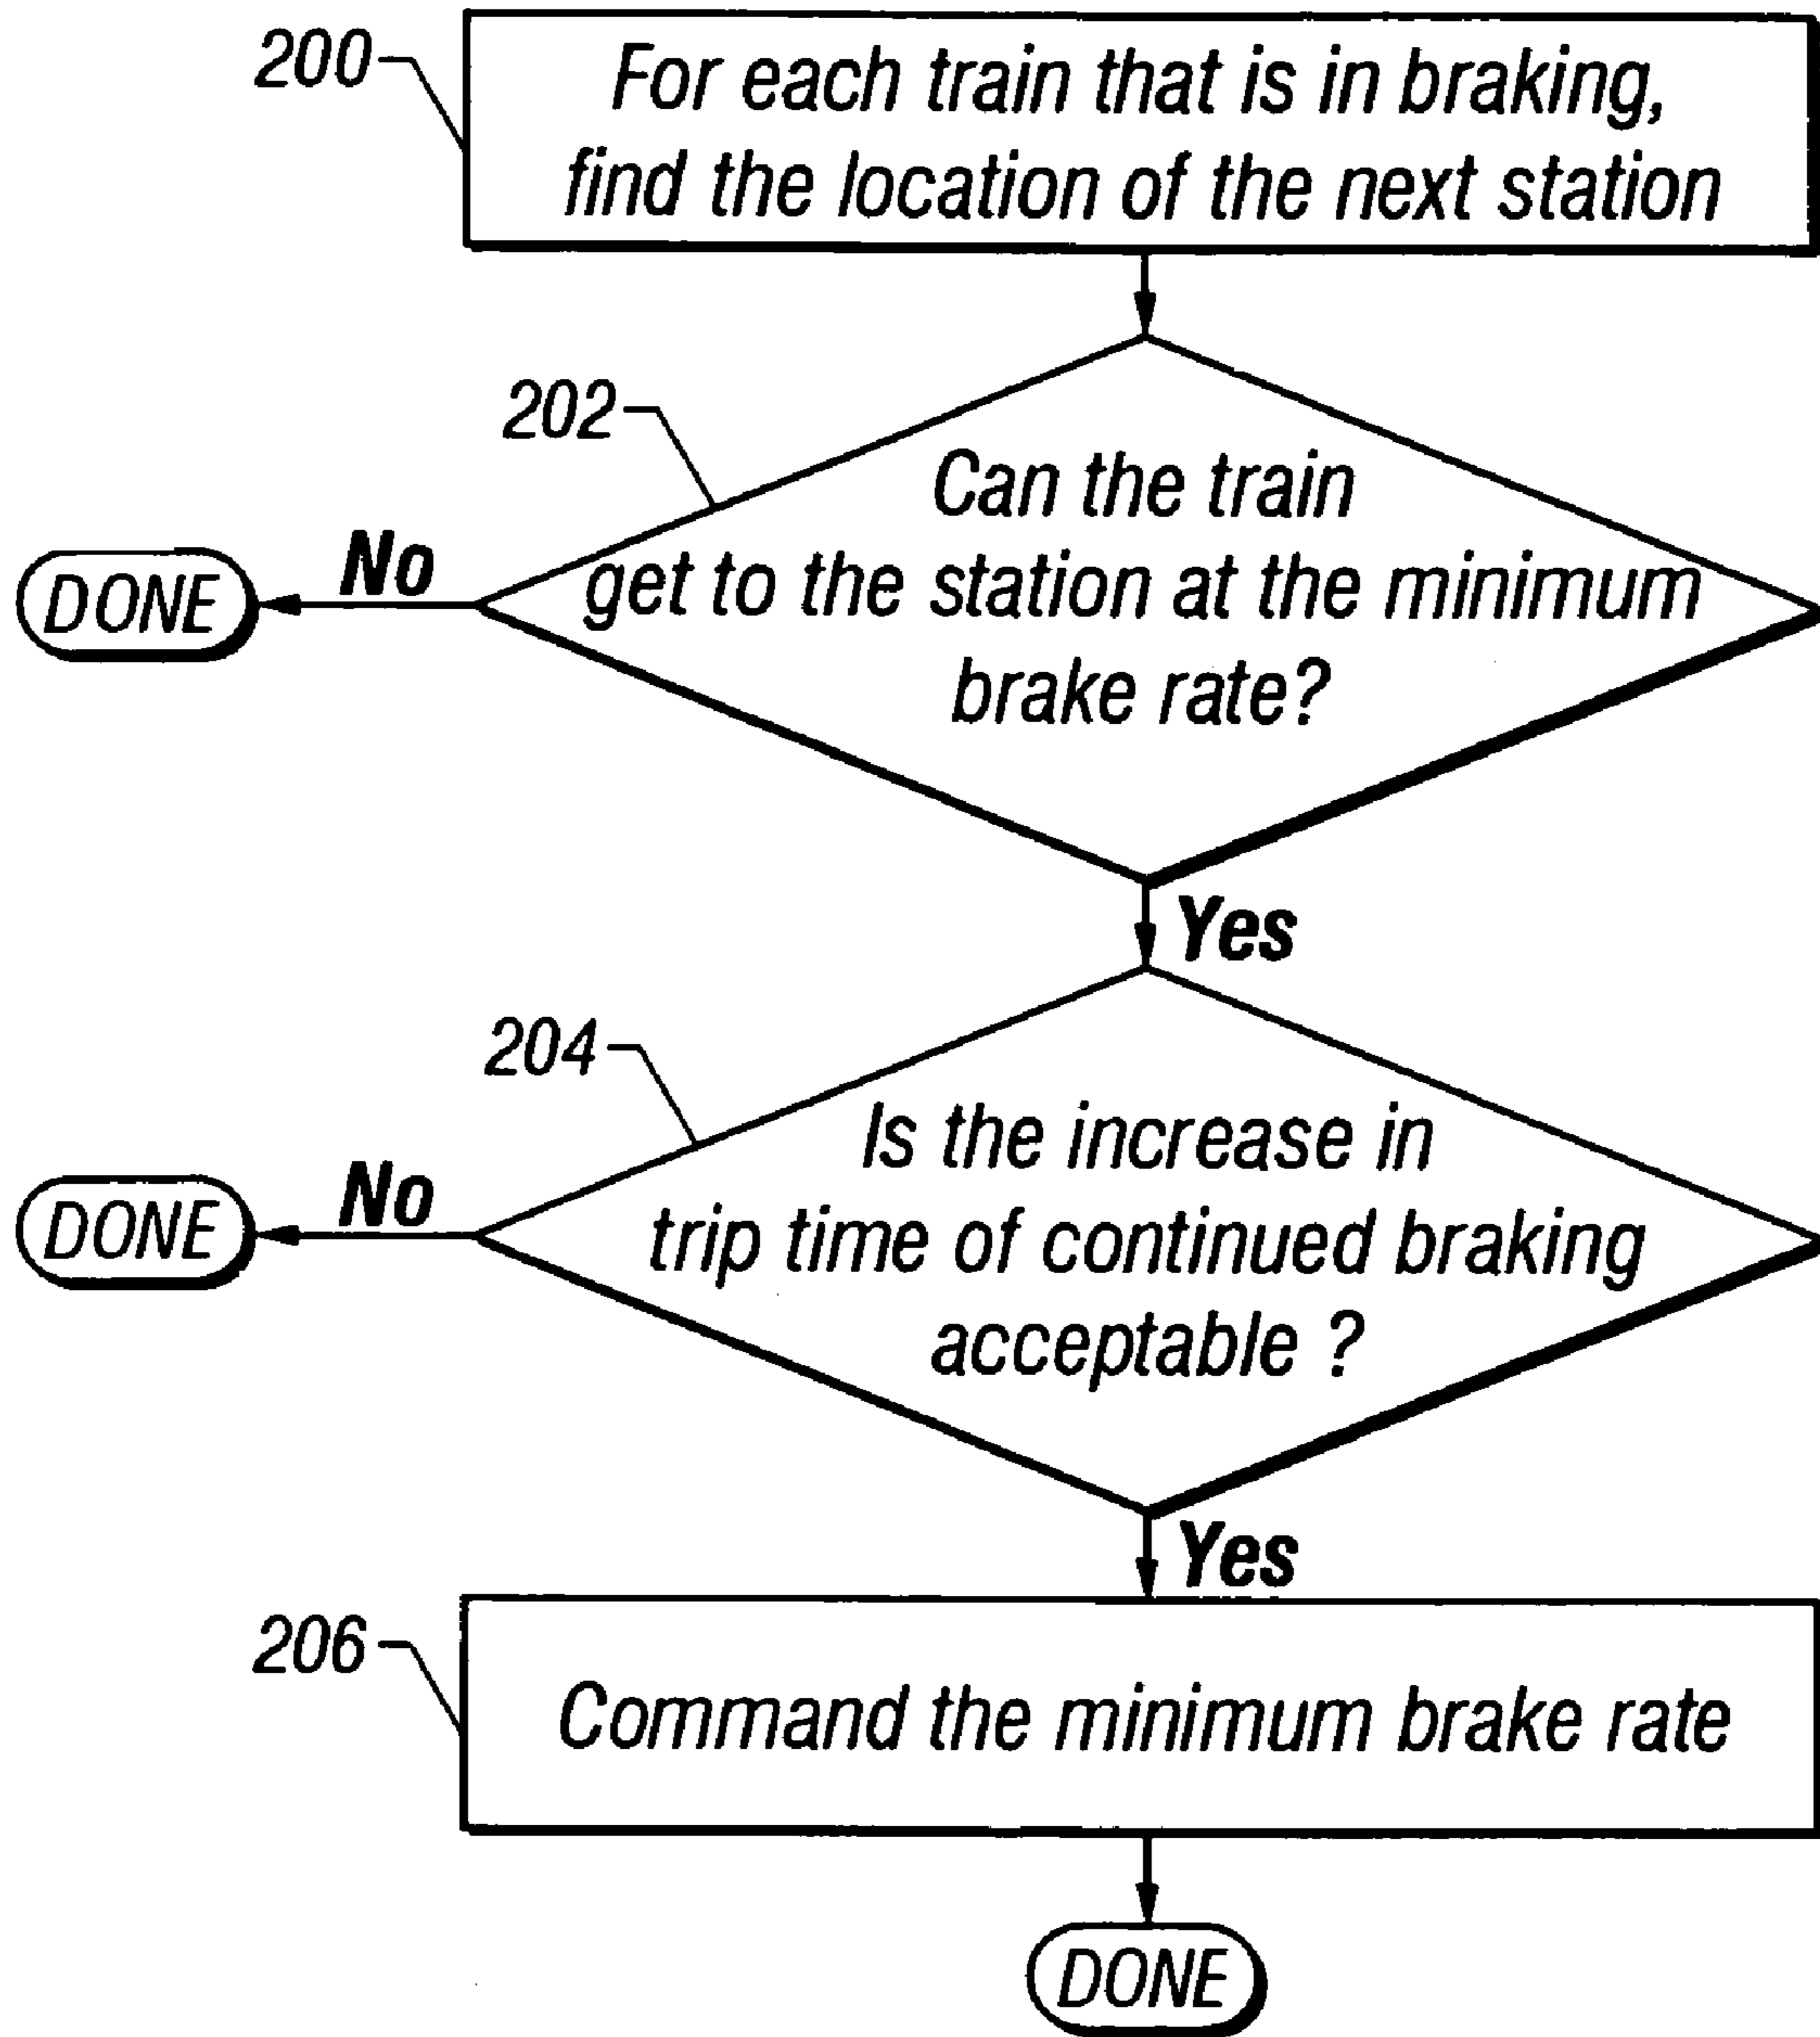 200
For each train that is in braking,
find the location of the next station
202
Can the train
get to the station at the minimum
brake rate?
No
DONE
Yes
204
Is the increase in
trip time of continued braking
acceptable ?
No
DONE
Yes
206
Command the minimum brake rate
DONE